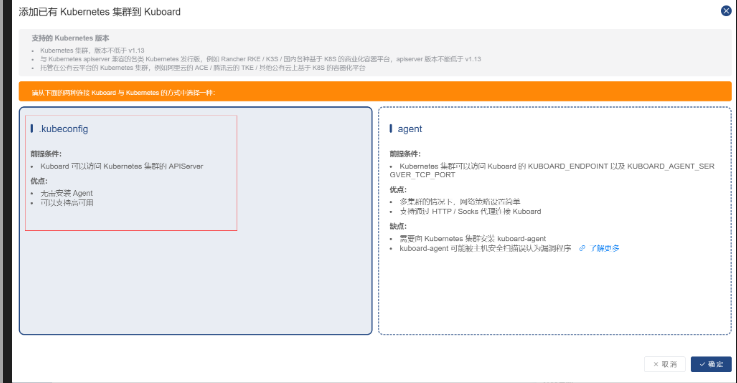 添加已有 Kubernetes 集群到 Kuboard
支持的 Kubernetes 版本
Kubernetes 集群，版本不低于 v1.13
与 Kubernetes apiserver 兼容的各类 Kubernetes 发行版，例如 Rancher RKE / K3S / 国内各种基于 K8S 的商业化容器平台，apiserver 版本不能低于 v1.13
托管在公有云平台的 Kubernetes 集群，例如阿里云的 ACE / 腾讯云的 TKE / 其他公有云上基于 K8S 的容器化平台
请从下面的两种连接 Kuboard 与 Kubernetes 的方式中选择一种：
.kubeconfig
前提条件：
Kuboard 可以访问 Kubernetes 集群的 APIServer
优点：
无需安装 Agent
可以支持高可用
agent
前提条件：
Kubernetes 集群可以访问 Kuboard 的 KUBOARD_ENDPOINT 以及 KUBOARD_AGENT_SER
GVER_TCP_PORT
优点：
多集群的情况下，网络策略设置简单
支持通过 HTTP / Socks 代理连接 Kuboard
缺点：
需要向 Kubernetes 集群安装 kuboard-agent
kuboard-agent 可能被主机安全扫描误认为漏洞程序 了解更多
取消 确定